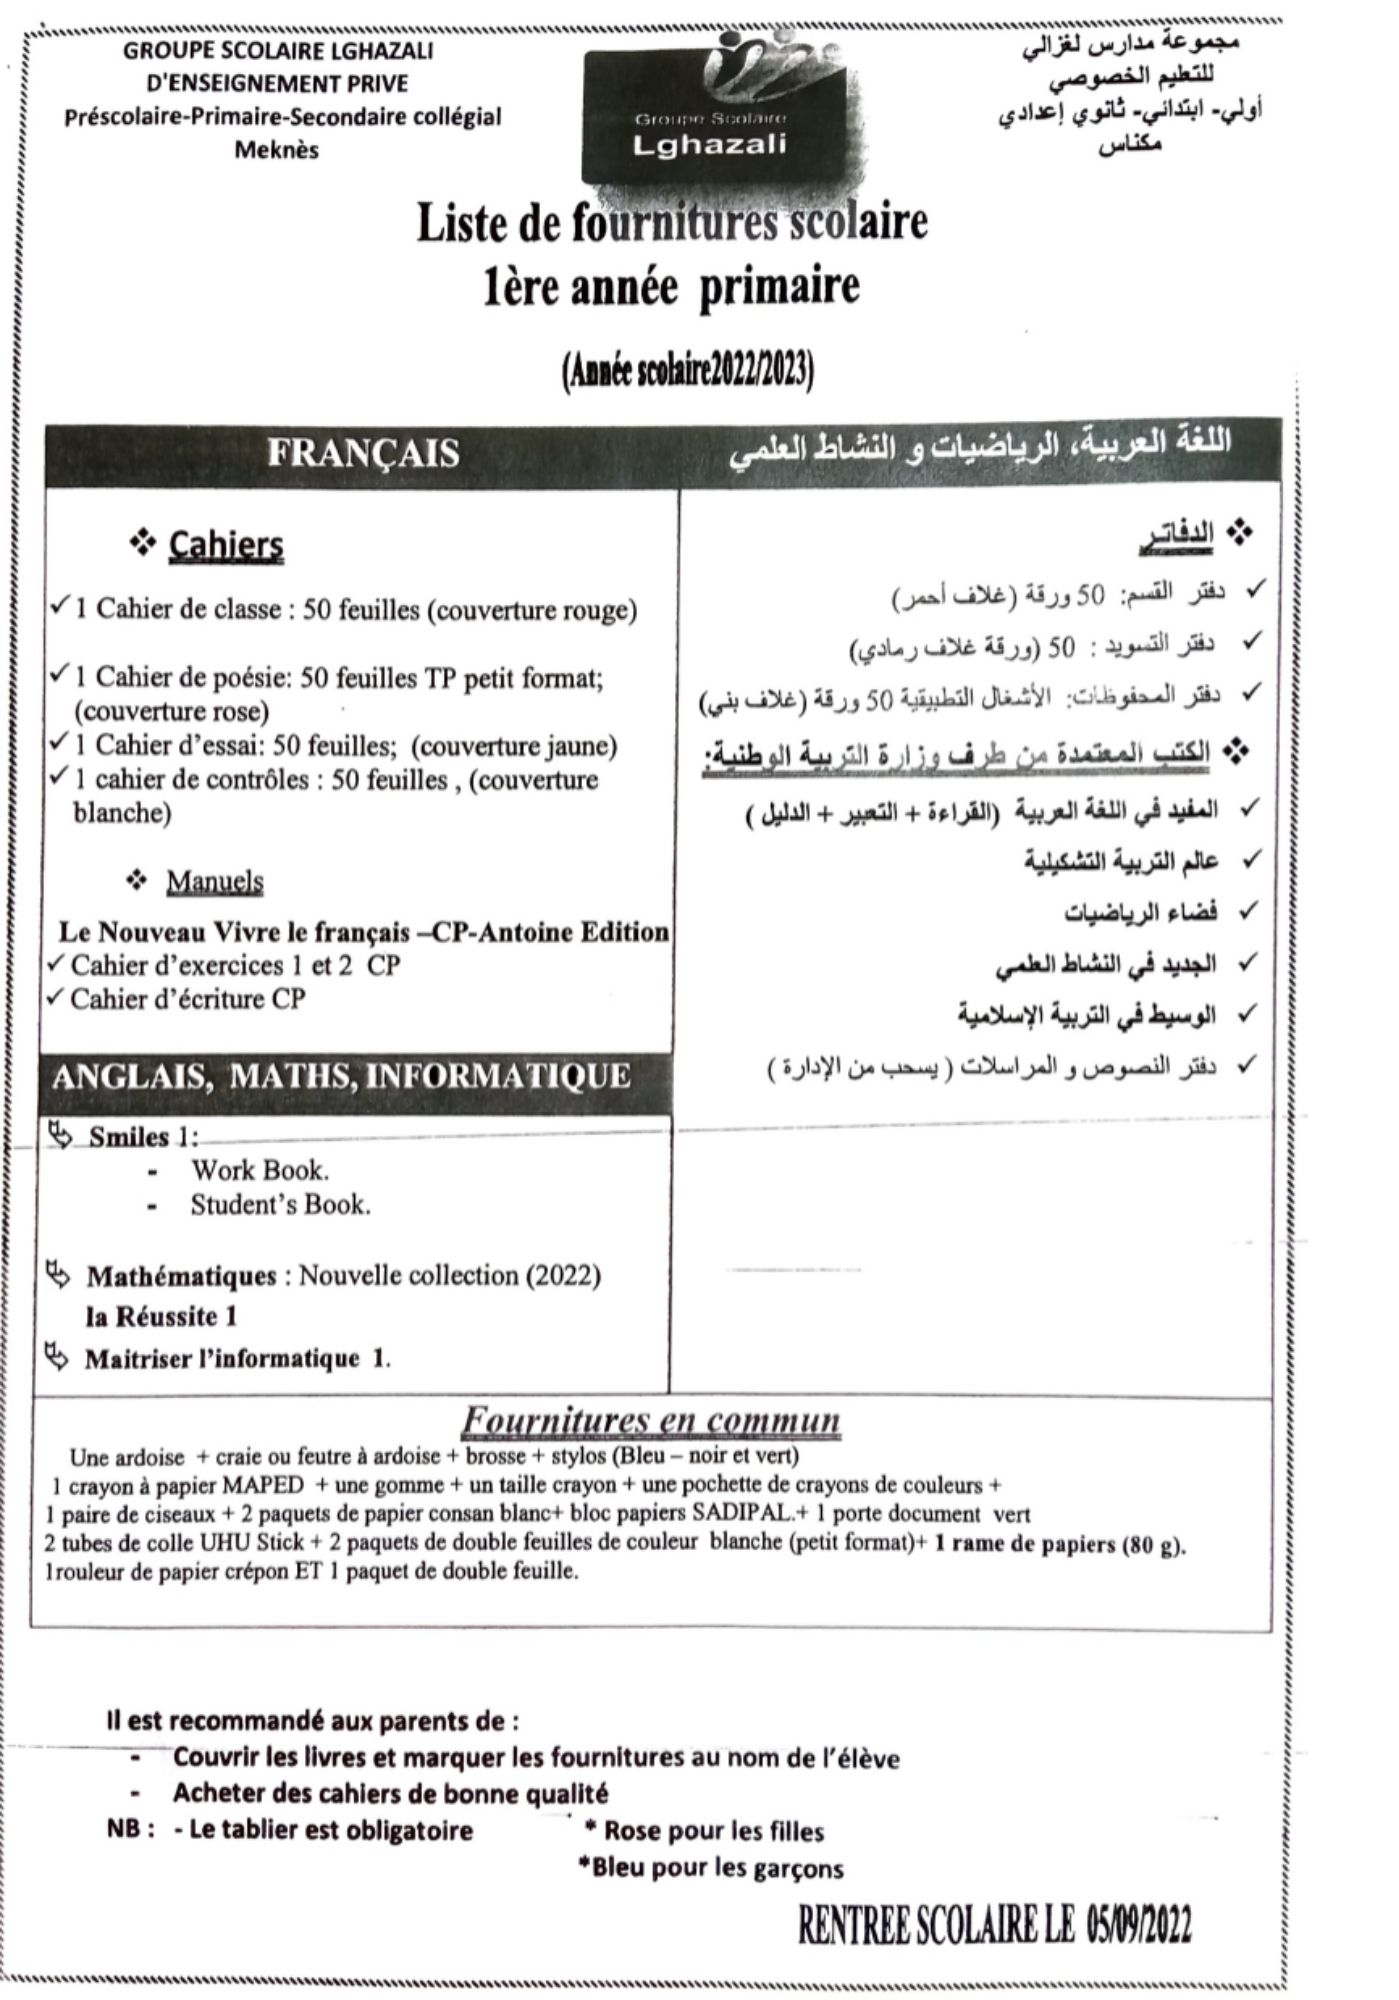 GROUPE SCOLAIRE LGHAZALI
D'ENSEIGNEMENT PRIVE
Préscolaire-Primaire-Secondaire collégial
Meknès
Groupe Scolaire
Lghazali
مجموعة مدارس لغزالي
للتعليم الخصوصي
أولي- ابتدائي- ثانوي إعدادي
مكناس
Liste de fournitures scolaire
1ère année primaire
(Année scolaire2022/2023)
FRANÇAIS
❖ Cahiers
✓ 1 Cahier de classe : 50 feuilles (couverture rouge)
✓ 1 Cahier de poésie: 50 feuilles TP petit format;
(couverture rose)
✓ 1 Cahier d'essai: 50 feuilles; (couverture jaune)
✓ 1 cahier de contrôles : 50 feuilles , (couverture
blanche)
❖ Manuels
Le Nouveau Vivre le français –CP-Antoine Edition
✓ Cahier d'exercices 1 et 2 CP
✓ Cahier d'écriture CP
ANGLAIS, MATHS, INFORMATIQUE
Smiles 1:
- Work Book.
- Student's Book.
Mathématiques : Nouvelle collection (2022)
la Réussite 1
Maitriser l'informatique 1.
اللغة العربية، الرياضيات و النشاط العلمي
❖ الدفاتر
✓ دفتر القسم: 50 ورقة (غلاف أحمر)
✓ دفتر التسويد : 50 (ورقة غلاف رمادي)
✓ دفتر المحفوظات: الأشغال التطبيقية 50 ورقة (غلاف بني)
❖ الكتب المعتمدة من طرف وزارة التربية الوطنية:
✓ المفيد في اللغة العربية (القراءة + التعبير + الدليل )
✓ عالم التربية التشكيلية
✓ فضاء الرياضيات
✓ الجديد في النشاط العلمي
✓ الوسيط في التربية الإسلامية
✓ دفتر النصوص و المراسلات ( يسحب من الإدارة )
Fournitures en commun
Une ardoise + craie ou feutre à ardoise + brosse + stylos (Bleu – noir et vert)
1 crayon à papier MAPED + une gomme + un taille crayon + une pochette de crayons de couleurs +
1 paire de ciseaux + 2 paquets de papier consan blanc+ bloc papiers SADIPAL.+ 1 porte document vert
2 tubes de colle UHU Stick + 2 paquets de double feuilles de couleur blanche (petit format)+ 1 rame de papiers (80 g).
1rouleur de papier crépon ET 1 paquet de double feuille.
Il est recommandé aux parents de :
- Couvrir les livres et marquer les fournitures au nom de l'élève
- Acheter des cahiers de bonne qualité
NB : - Le tablier est obligatoire * Rose pour les filles
*Bleu pour les garçons
RENTREE SCOLAIRE LE 05/09/2022